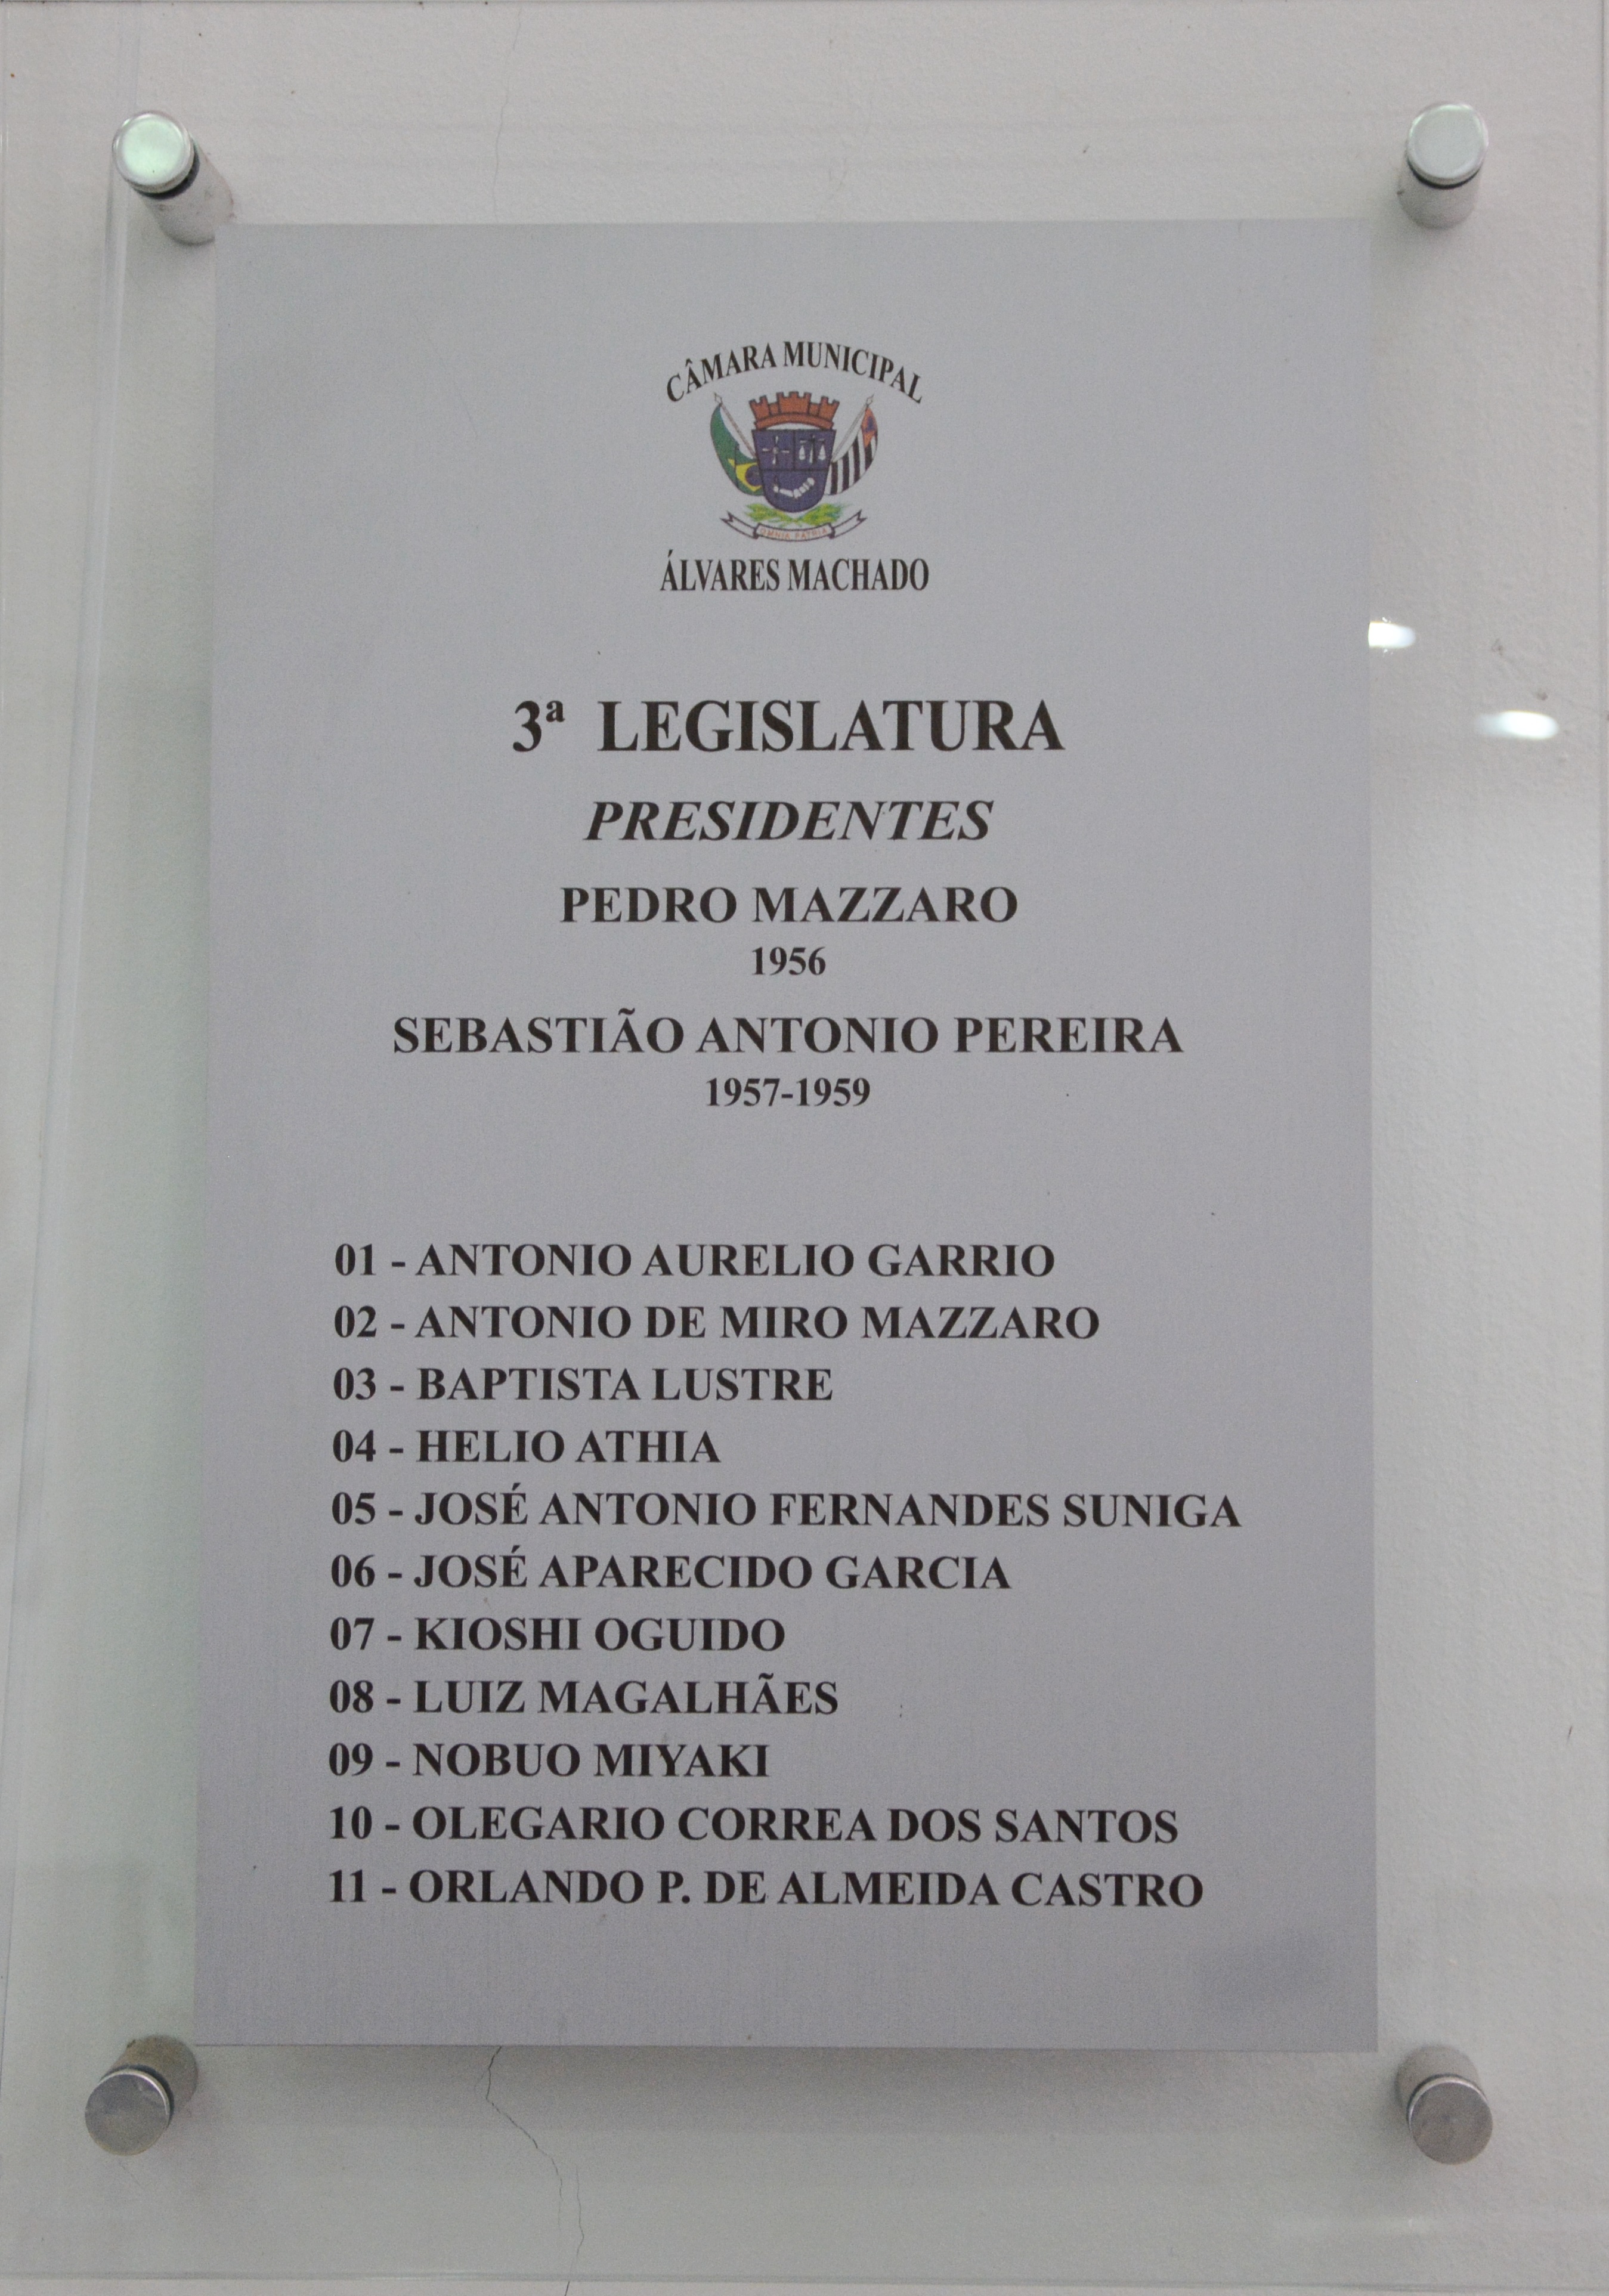 CÂMARA MUNICIPAL
OMNIA PATRIA
ÁLVARES MACHADO
3ª LEGISLATURA
PRESIDENTES
PEDRO MAZZARO
1956
SEBASTIÃO ANTONIO PEREIRA
1957-1959
01 - ANTONIO AURELIO GARRIO
02 - ANTONIO DE MIRO MAZZARO
03 - BAPTISTA LUSTRE
04 - HELIO ATHIA
05 - JOSÉ ANTONIO FERNANDES SUNIGA
06 - JOSÉ APARECIDO GARCIA
07 - KIOSHI OGUIDO
08 - LUIZ MAGALHÃES
09 - NOBUO MIYAKI
10 - OLEGARIO CORREA DOS SANTOS
11 - ORLANDO P. DE ALMEIDA CASTRO